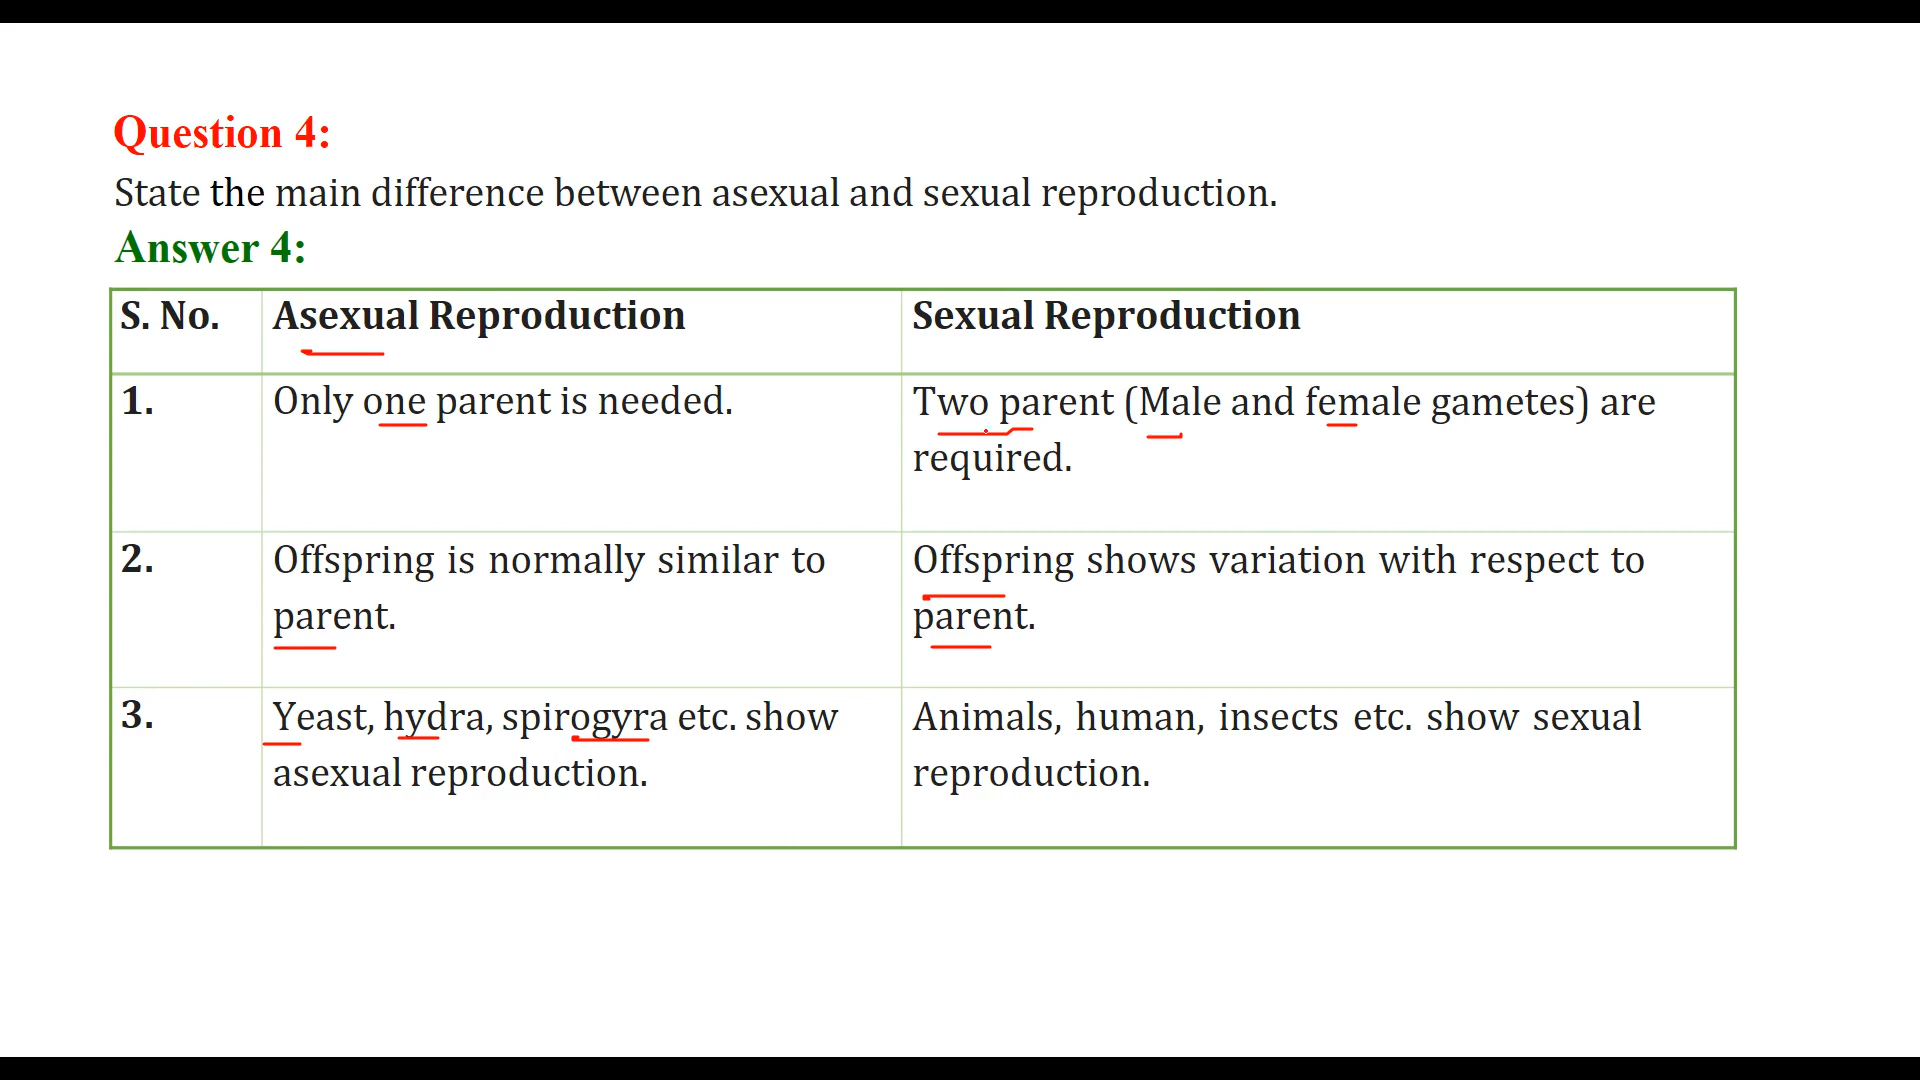 Question 4:
State the main difference between asexual and sexual reproduction.
Answer 4:
S. No. Asexual Reproduction Sexual Reproduction
1. Only one parent is needed. Two parent (Male and female gametes) are
required.
2. Offspring is normally similar to
parent.
Offspring shows variation with respect to
parent.
3. Yeast, hydra, spirogyra etc. show
asexual reproduction.
Animals, human, insects etc. show sexual
reproduction.